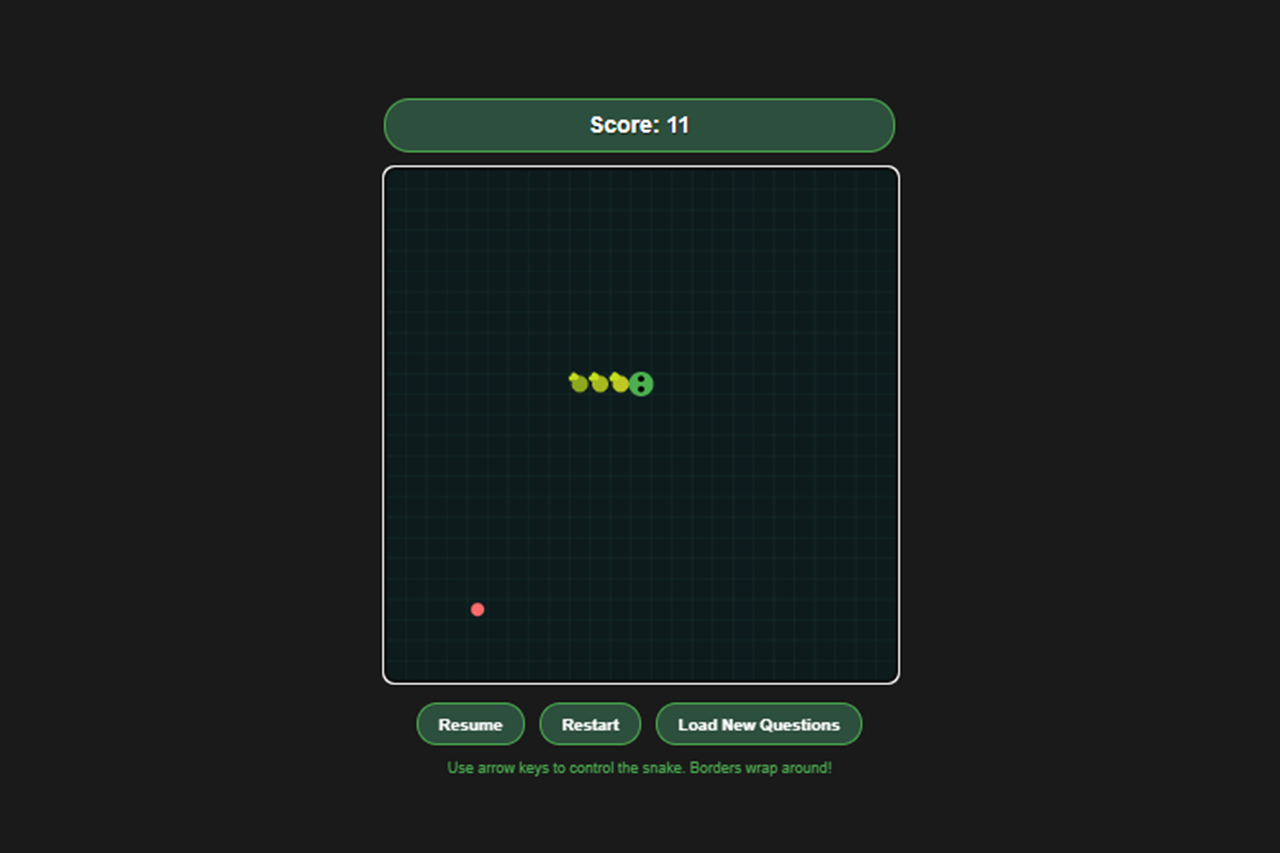 Score: 11
Resume
Restart
Load New Questions
Use arrow keys to control the snake. Borders wrap around!